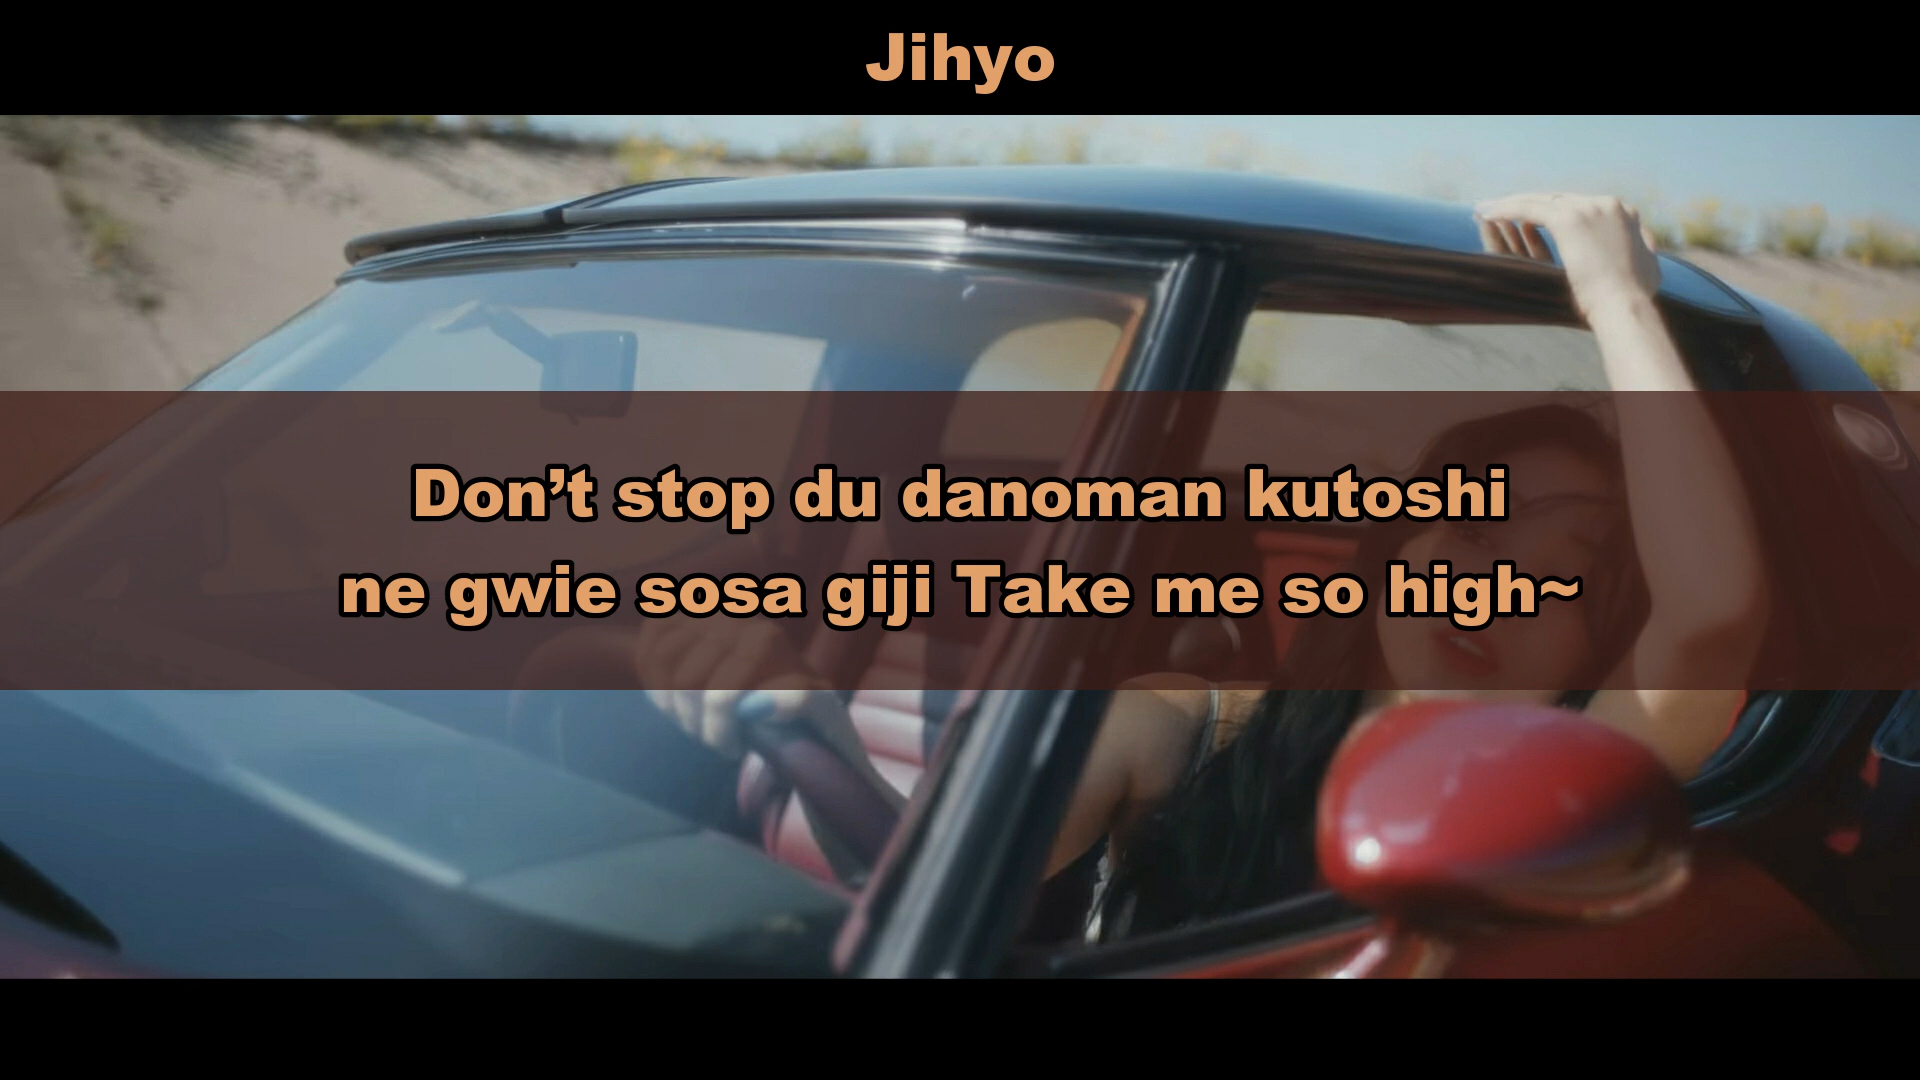 Jihyo
Don’t stop du danoman kutoshi
ne gwie sosa giji Take me so high~